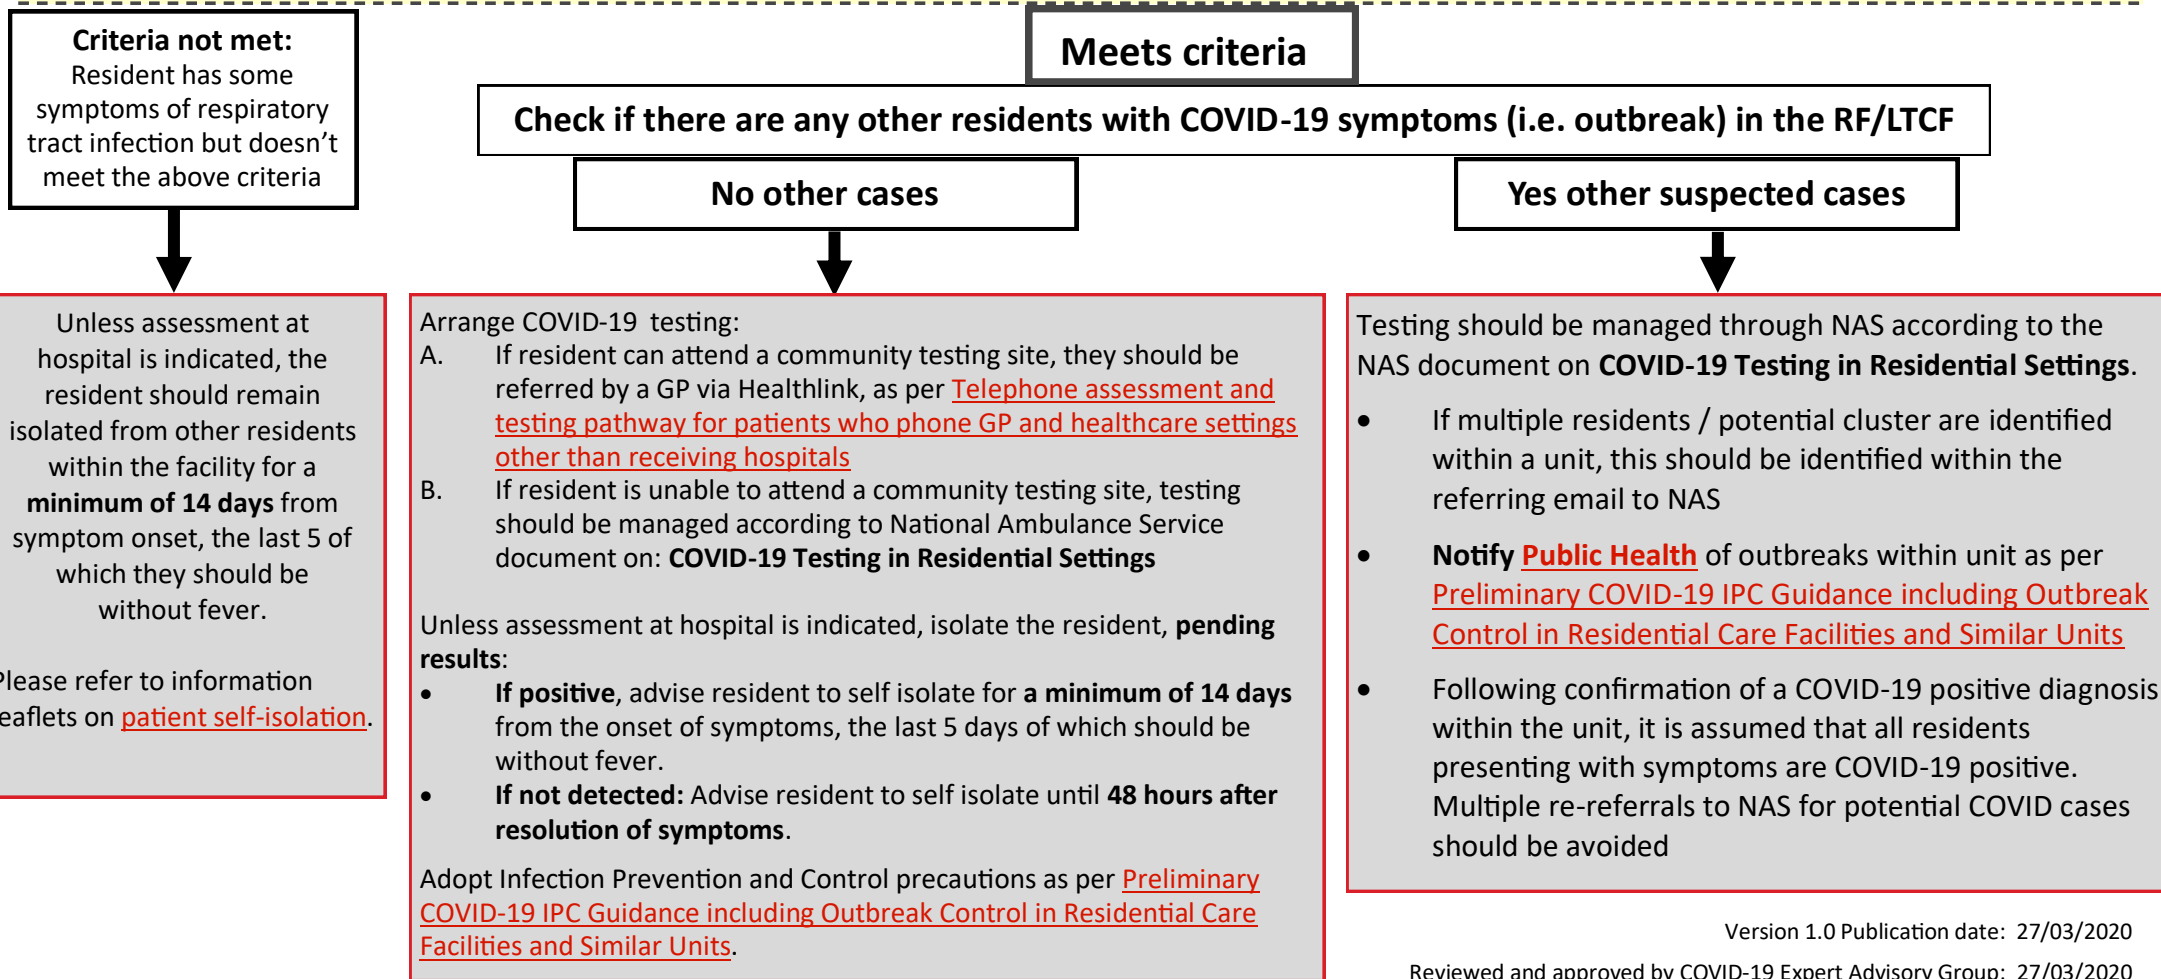 Criteria not met:
Resident has some
symptoms of respiratory
tract infection but doesn’t
meet the above criteria
Unless assessment at
hospital is indicated, the
resident should remain
isolated from other residents
within the facility for a
minimum of 14 days from
symptom onset, the last 5 of
which they should be
without fever.
Please refer to information
leaflets on patient self-isolation.
Meets criteria
Check if there are any other residents with COVID-19 symptoms (i.e. outbreak) in the RF/LTCF
No other cases
Arrange COVID-19 testing:
A. If resident can attend a community testing site, they should be
referred by a GP via Healthlink, as per Telephone assessment and
testing pathway for patients who phone GP and healthcare settings
other than receiving hospitals
B. If resident is unable to attend a community testing site, testing
should be managed according to National Ambulance Service
document on: COVID-19 Testing in Residential Settings
Unless assessment at hospital is indicated, isolate the resident, pending
results:
• If positive, advise resident to self isolate for a minimum of 14 days
from the onset of symptoms, the last 5 days of which should be
without fever.
• If not detected: Advise resident to self isolate until 48 hours after
resolution of symptoms.
Adopt Infection Prevention and Control precautions as per Preliminary
COVID-19 IPC Guidance including Outbreak Control in Residential Care
Facilities and Similar Units.
Yes other suspected cases
Testing should be managed through NAS according to the
NAS document on COVID-19 Testing in Residential Settings.
• If multiple residents / potential cluster are identified
within a unit, this should be identified within the
referring email to NAS
• Notify Public Health of outbreaks within unit as per
Preliminary COVID-19 IPC Guidance including Outbreak
Control in Residential Care Facilities and Similar Units
• Following confirmation of a COVID-19 positive diagnosis
within the unit, it is assumed that all residents
presenting with symptoms are COVID-19 positive.
Multiple re-referrals to NAS for potential COVID cases
should be avoided
Version 1.0 Publication date: 27/03/2020
Reviewed and approved by COVID-19 Expert Advisory Group: 27/03/2020